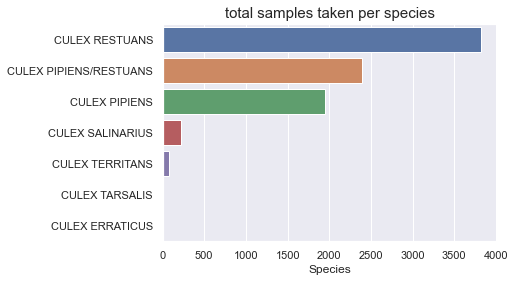 total samples taken per species
CULEX RESTUANS
CULEX PIPIENS/RESTUANS
CULEX PIPIENS
CULEX SALINARIUS
CULEX TERRITANS
CULEX TARSALIS
CULEX ERRATICUS
0 500 1000 1500 2000 2500 3000 3500 4000
Species